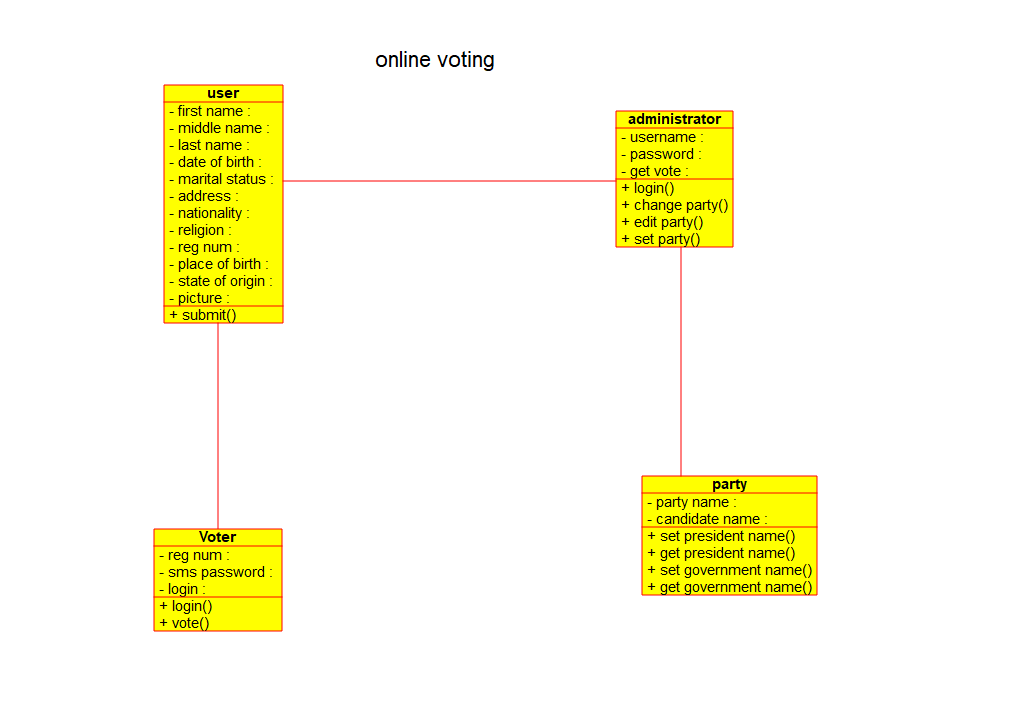 online voting
user
- first name :
- middle name :
- last name :
- date of birth :
- marital status :
- address :
- nationality :
- religion :
- reg num :
- place of birth :
- state of origin :
- picture :
+ submit()
administrator
- username :
- password :
- get vote :
+ login()
+ change party()
+ edit party()
+ set party()
Voter
- reg num :
- sms password :
- login :
+ login()
+ vote()
party
- party name :
- candidate name :
+ set president name()
+ get president name()
+ set government name()
+ get government name()